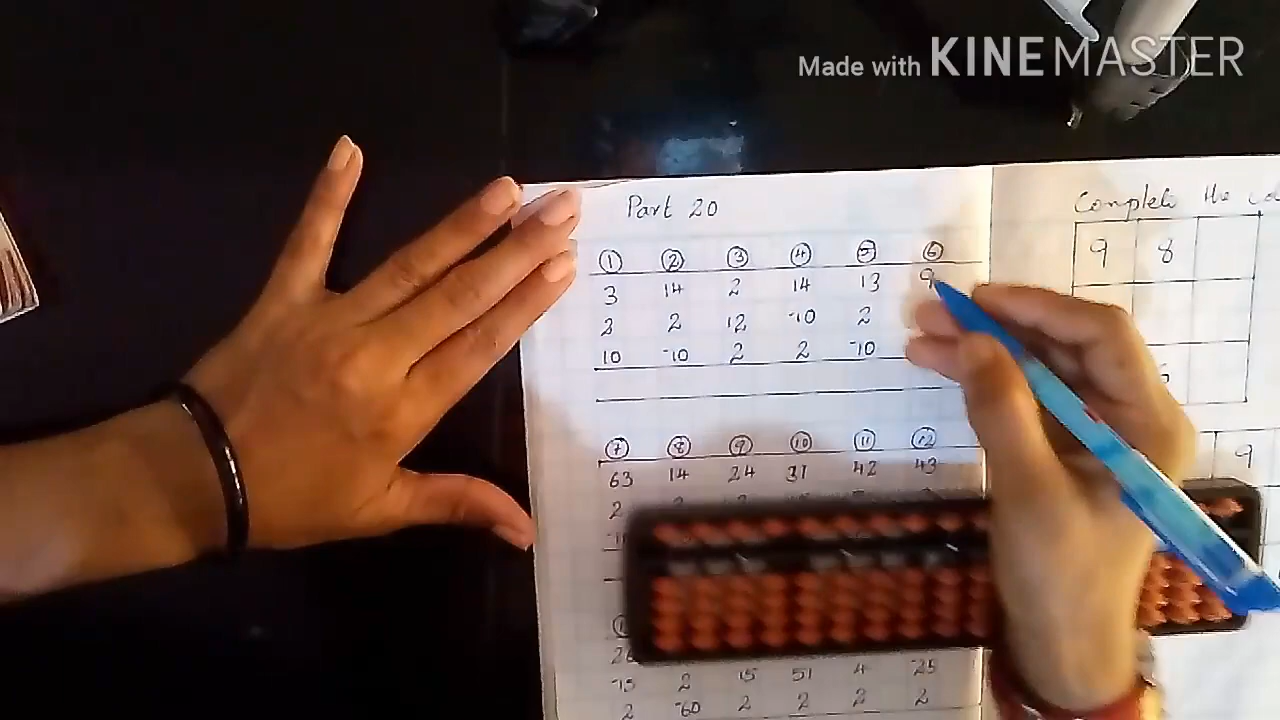 Made with KINEMASTER
Part 20
Complete the
① ② ③ ④ ⑤ ⑥
3 14 2 14 13 9
2 2 12 -10 2
10 -10 2 2 -10
9 8
⑦ ⑧ ⑨ ⑩ ⑪ ⑫
63 14 24 31 42 43
9
2
26
-15 2 15 51 4 -25
2 -60 2 2 2 2